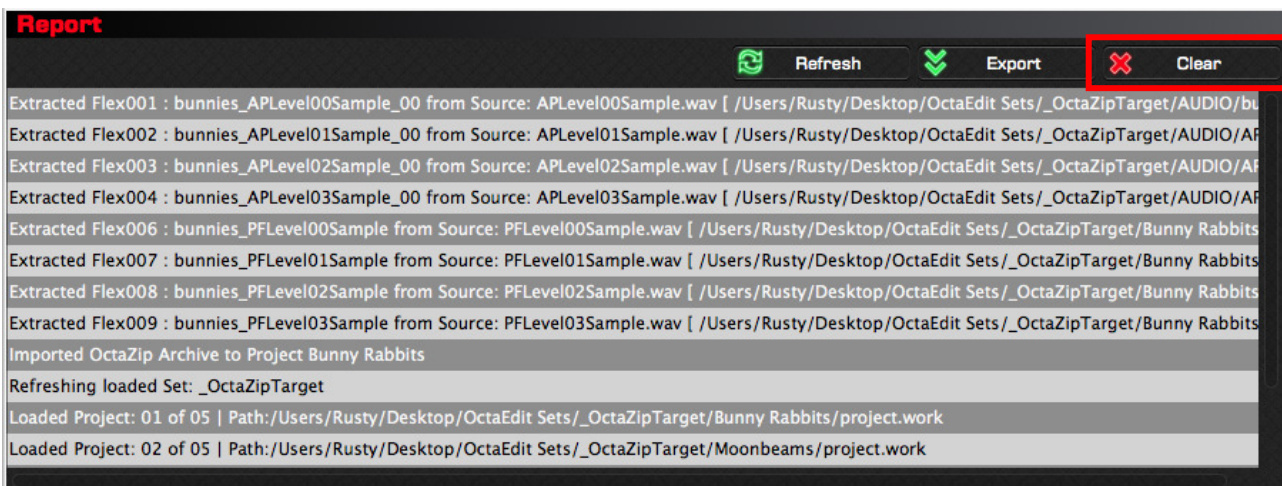 Report
Refresh Export Clear
Extracted Flex001 : bunnies_APLevel00Sample_00 from Source: APLevel00Sample.wav [ /Users/Rusty/Desktop/OctaEdit Sets/_OctaZipTarget/AUDIO/bu
Extracted Flex002 : bunnies_APLevel01Sample_00 from Source: APLevel01Sample.wav [ /Users/Rusty/Desktop/OctaEdit Sets/_OctaZipTarget/AUDIO/AP
Extracted Flex003 : bunnies_APLevel02Sample_00 from Source: APLevel02Sample.wav [ /Users/Rusty/Desktop/OctaEdit Sets/_OctaZipTarget/AUDIO/AP
Extracted Flex004 : bunnies_APLevel03Sample_00 from Source: APLevel03Sample.wav [ /Users/Rusty/Desktop/OctaEdit Sets/_OctaZipTarget/AUDIO/AP
Extracted Flex006 : bunnies_PFLevel00Sample from Source: PFLevel00Sample.wav [ /Users/Rusty/Desktop/OctaEdit Sets/_OctaZipTarget/Bunny Rabbits
Extracted Flex007 : bunnies_PFLevel01Sample from Source: PFLevel01Sample.wav [ /Users/Rusty/Desktop/OctaEdit Sets/_OctaZipTarget/Bunny Rabbits
Extracted Flex008 : bunnies_PFLevel02Sample from Source: PFLevel02Sample.wav [ /Users/Rusty/Desktop/OctaEdit Sets/_OctaZipTarget/Bunny Rabbits
Extracted Flex009 : bunnies_PFLevel03Sample from Source: PFLevel03Sample.wav [ /Users/Rusty/Desktop/OctaEdit Sets/_OctaZipTarget/Bunny Rabbits
Imported OctaZip Archive to Project Bunny Rabbits
Refreshing loaded Set: _OctaZipTarget
Loaded Project: 01 of 05 | Path:/Users/Rusty/Desktop/OctaEdit Sets/_OctaZipTarget/Bunny Rabbits/project.work
Loaded Project: 02 of 05 | Path:/Users/Rusty/Desktop/OctaEdit Sets/_OctaZipTarget/Moonbeams/project.work